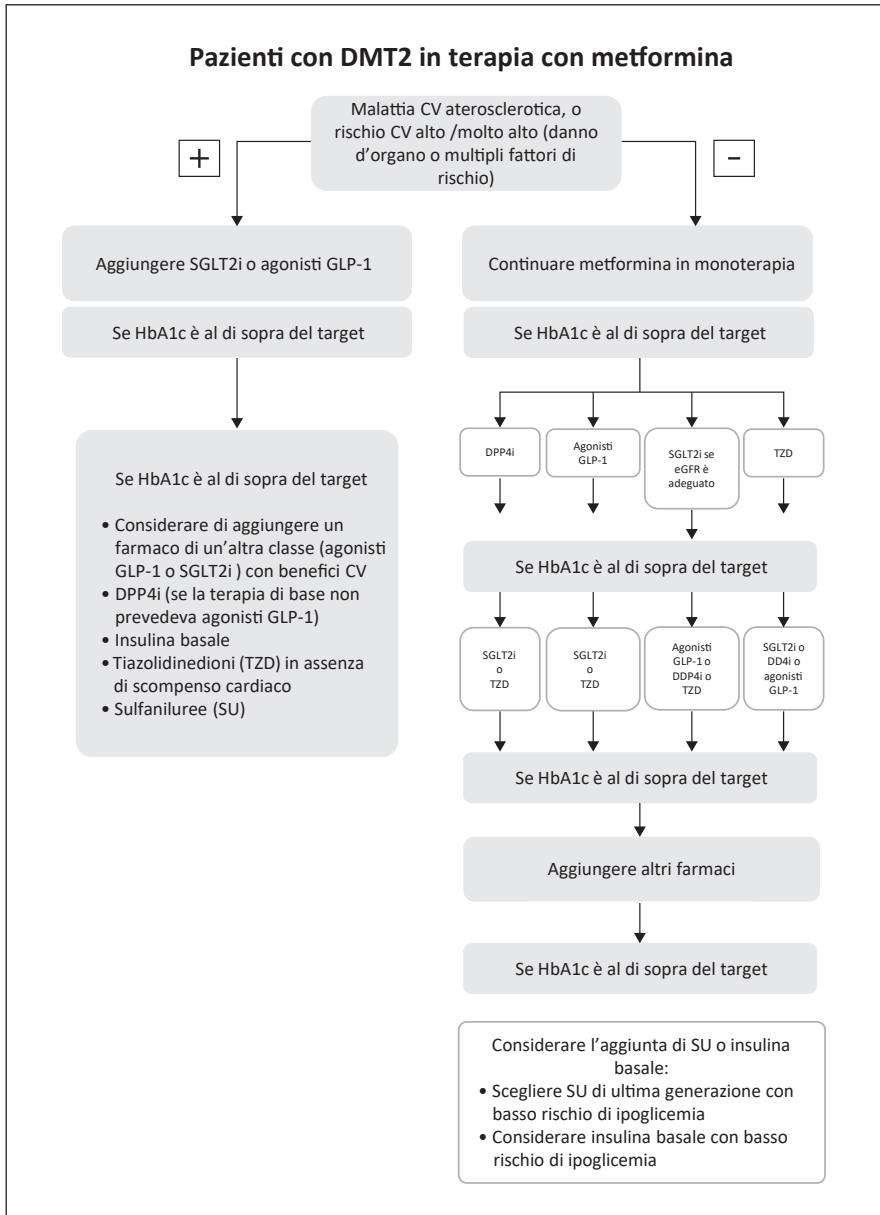 Pazienti con DMT2 in terapia con metformina
Malattia CV aterosclerotica, o
rischio CV alto /molto alto (danno
d’organo o multipli fattori di
rischio)
+
-
Aggiungere SGLT2i o agonisti GLP-1
Se HbA1c è al di sopra del target
Se HbA1c è al di sopra del target
• Considerare di aggiungere un
farmaco di un’altra classe (agonisti
GLP-1 o SGLT2i ) con benefici CV
• DPP4i (se la terapia di base non
prevedeva agonisti GLP-1)
• Insulina basale
• Tiazolidinedioni (TZD) in assenza
di scompenso cardiaco
• Sulfaniluree (SU)
Continuare metformina in monoterapia
Se HbA1c è al di sopra del target
DPP4i
Agonisti
GLP-1
SGLT2i se
eGFR è
adeguato
TZD
Se HbA1c è al di sopra del target
SGLT2i
o
TZD
SGLT2i
o
TZD
Agonisti
GLP-1 o
DDP4i o
TZD
SGLT2i o
DD4i o
agonisti
GLP-1
Se HbA1c è al di sopra del target
Aggiungere altri farmaci
Se HbA1c è al di sopra del target
Considerare l’aggiunta di SU o insulina
basale:
• Scegliere SU di ultima generazione con
basso rischio di ipoglicemia
• Considerare insulina basale con basso
rischio di ipoglicemia